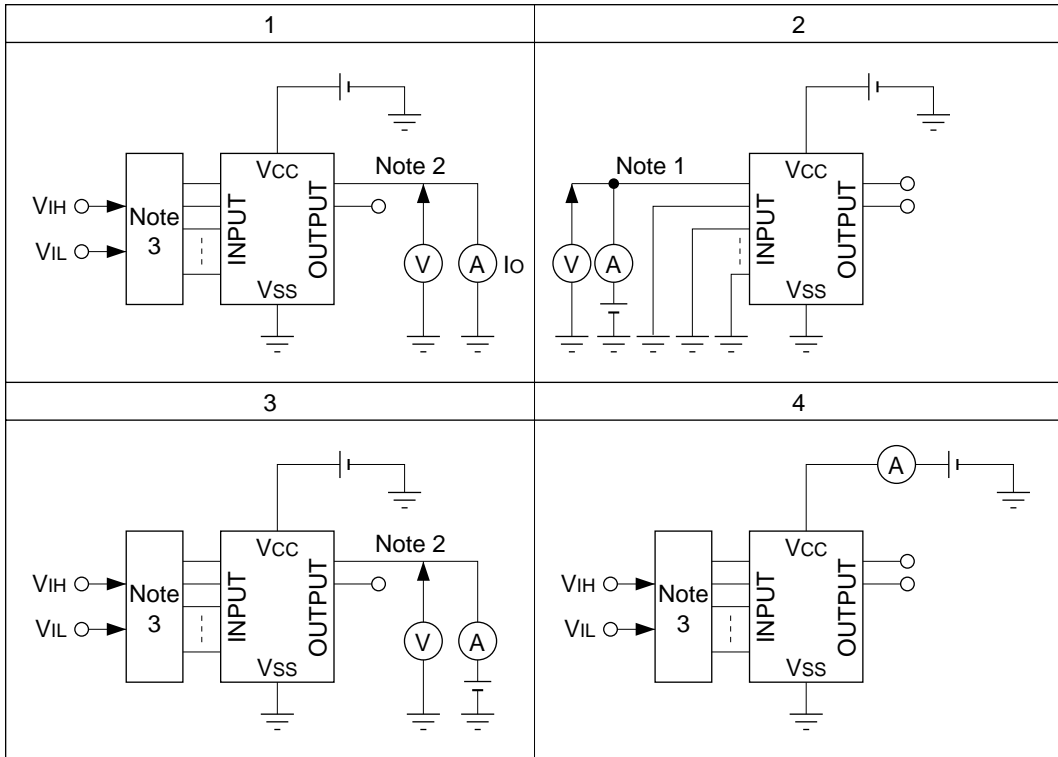 1
VCC
VSS
INPUT
OUTPUT
VIH
VIL
Note
3
Note 2
V
A
IO
2
VCC
VSS
INPUT
OUTPUT
Note 1
V
A
3
VCC
VSS
INPUT
OUTPUT
VIH
VIL
Note
3
Note 2
V
A
4
A
VCC
VSS
INPUT
OUTPUT
VIH
VIL
Note
3